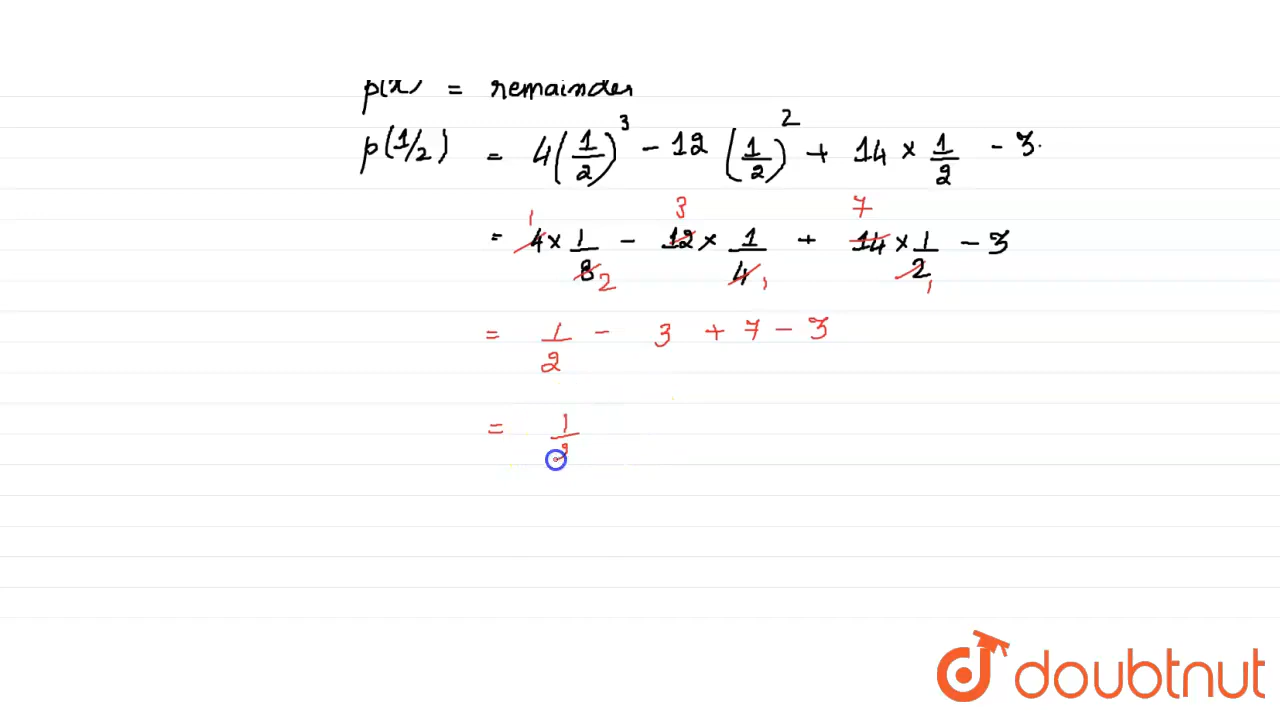 p(x) = remainder
p(1/2) = 4(1/2)³ - 12 (1/2)² + 14 × 1/2 - 3.
1 3 7
= 4 × 1/8 - 12 × 1/4 + 14 × 1/2 - 3
2 1 1
= 1/2 - 3 + 7 - 3
= 1/2
doubtnut